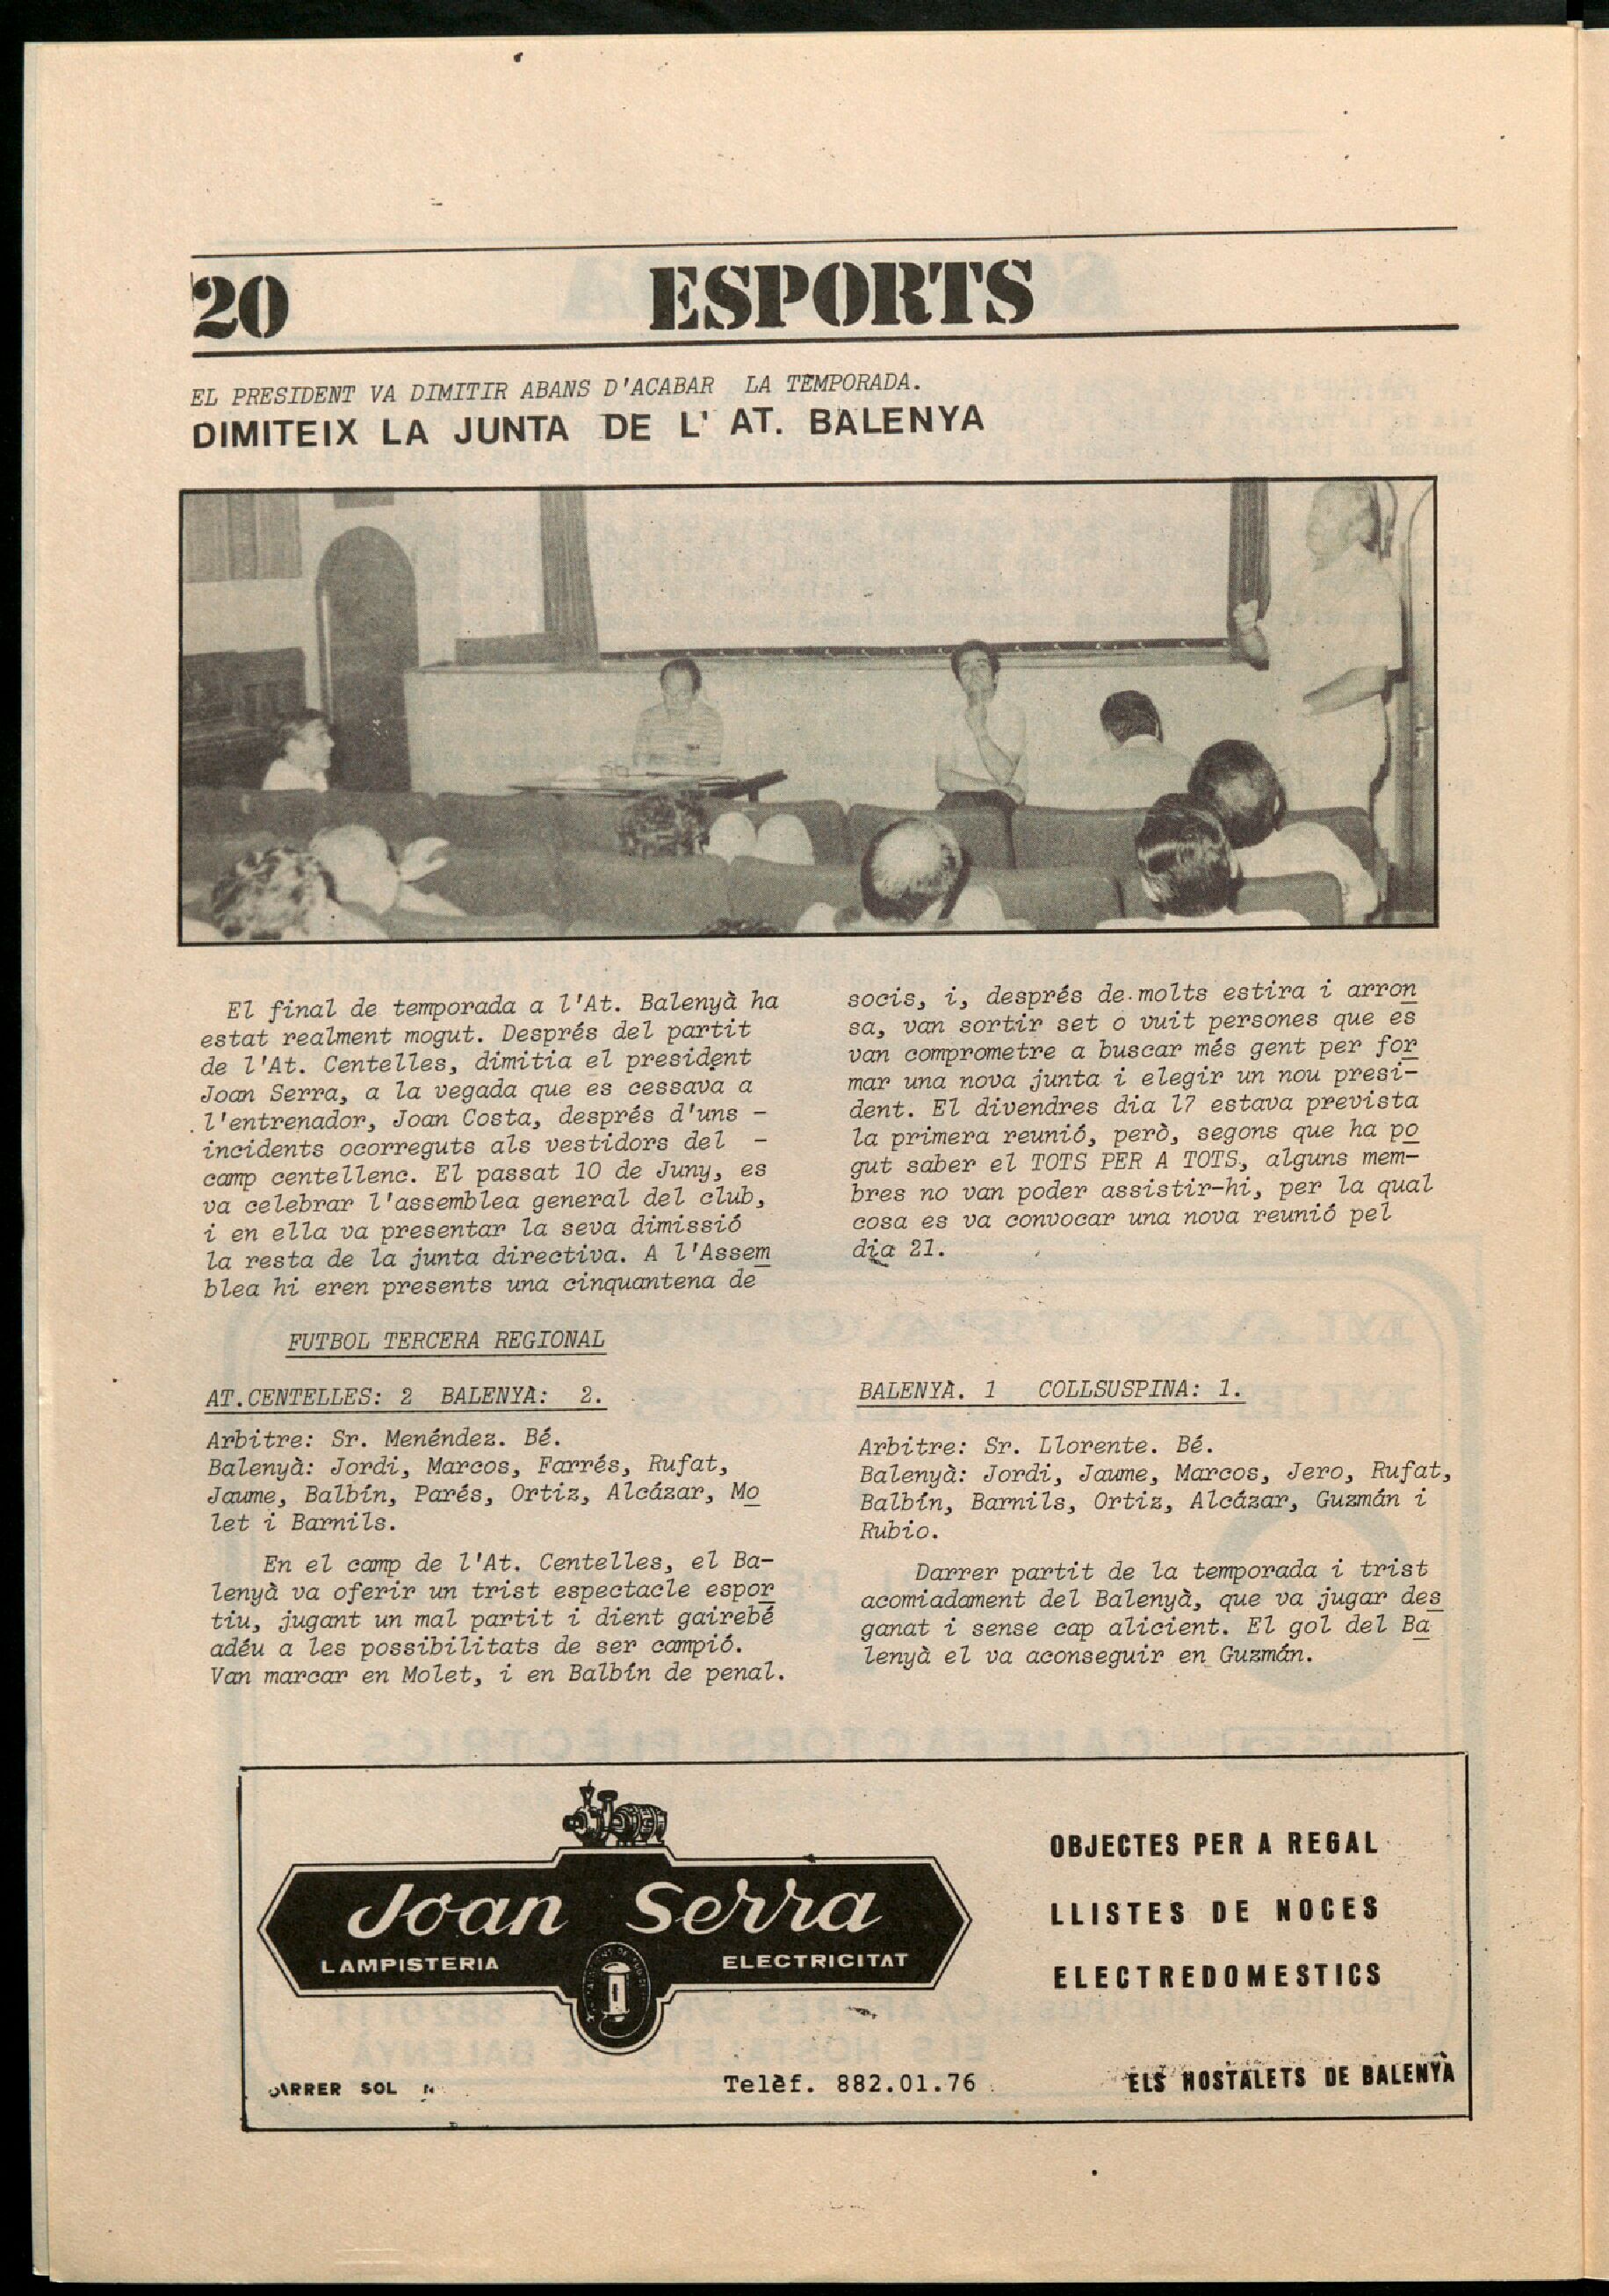 20
ESPORTS
EL PRESIDENT VA DIMITIR ABANS D'ACABAR LA TEMPORADA.
DIMITEIX LA JUNTA DE L' AT. BALENYA
El final de temporada a l'At. Balenyà ha
estat realment mogut. Després del partit
de l'At. Centelles, dimitia el president
Joan Serra, a la vegada que es cessava a
l'entrenador, Joan Costa, després d'uns -
incidents ocorreguts als vestidors del -
camp centellenc. El passat 10 de Juny, es
va celebrar l'assemblea general del club,
i en ella va presentar la seva dimissió
la resta de la junta directiva. A l'Assem
blea hi eren presents una cinquantena de
socis, i, després de molts estira i arron
sa, van sortir set o vuit persones que es
van comprometre a buscar més gent per for
mar una nova junta i elegir un nou presi-
dent. El divendres dia 17 estava prevista
la primera reunió, però, segons que ha po
gut saber el TOTS PER A TOTS, alguns mem-
bres no van poder assistir-hi, per la qual
cosa es va convocar una nova reunió pel
dia 21.
FUTBOL TERCERA REGIONAL
AT.CENTELLES: 2 BALENYA: 2.
Arbitre: Sr. Menéndez. Bé.
Balenyà: Jordi, Marcos, Farrés, Rufat,
Jaume, Balbín, Parés, Ortiz, Alcázar, Mo
let i Barnils.
En el camp de l'At. Centelles, el Ba-
lenyà va oferir un trist espectacle espor
tiu, jugant un mal partit i dient gairebé
adéu a les possibilitats de ser campió.
Van marcar en Molet, i en Balbín de penal.
BALENYA. 1 COLLSUSPINA: 1.
Arbitre: Sr. Llorente. Bé.
Balenyà: Jordi, Jaume, Marcos, Jero, Rufat,
Balbín, Barnils, Ortiz, Alcázar, Guzmán i
Rubio.
Darrer partit de la temporada i trist
acomiadament del Balenyà, que va jugar des
ganat i sense cap alicient. El gol del Ba
lenyà el va aconseguir en Guzmán.
Joan Serra
LAMPISTERIA ELECTRICITAT
OBJECTES PER A REGAL
LLISTES DE NOCES
ELECTREDOMESTICS
CARRER SOL
Telèf. 882.01.76
ELS HOSTALETS DE BALENYÀ